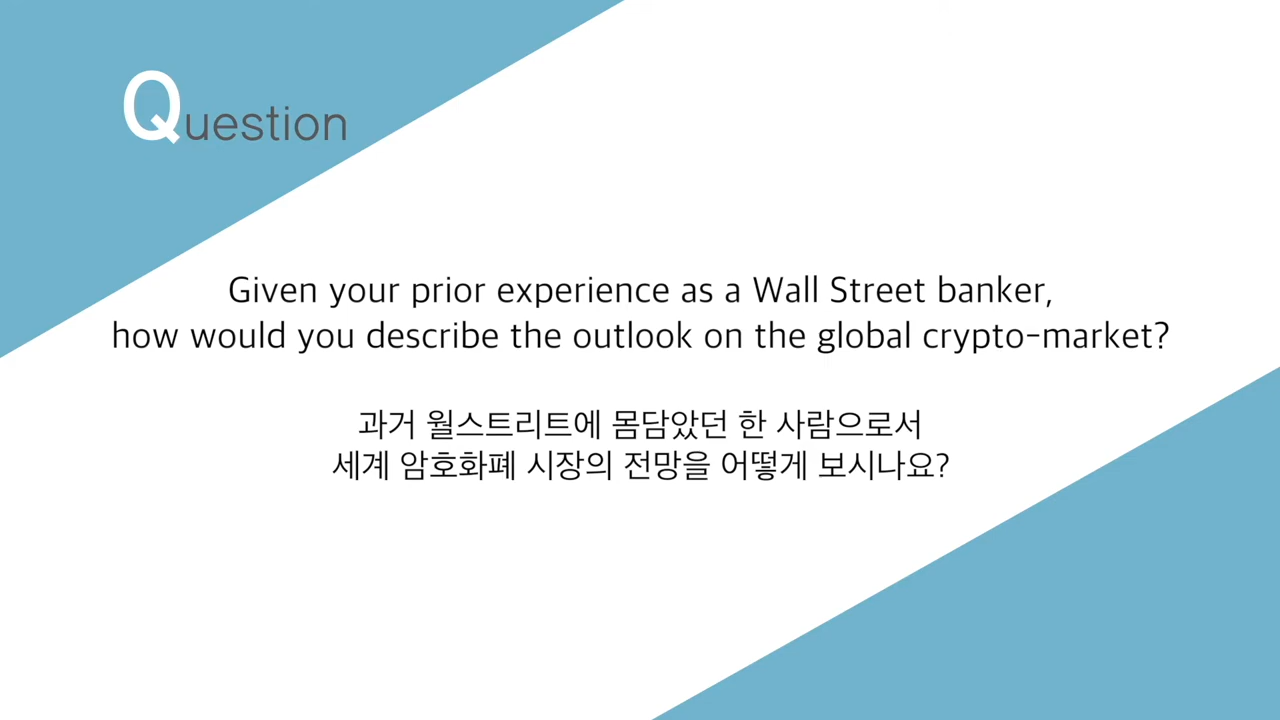 Question
Given your prior experience as a Wall Street banker,
how would you describe the outlook on the global crypto-market?
과거 월스트리트에 몸담았던 한 사람으로서
세계 암호화폐 시장의 전망을 어떻게 보시나요?